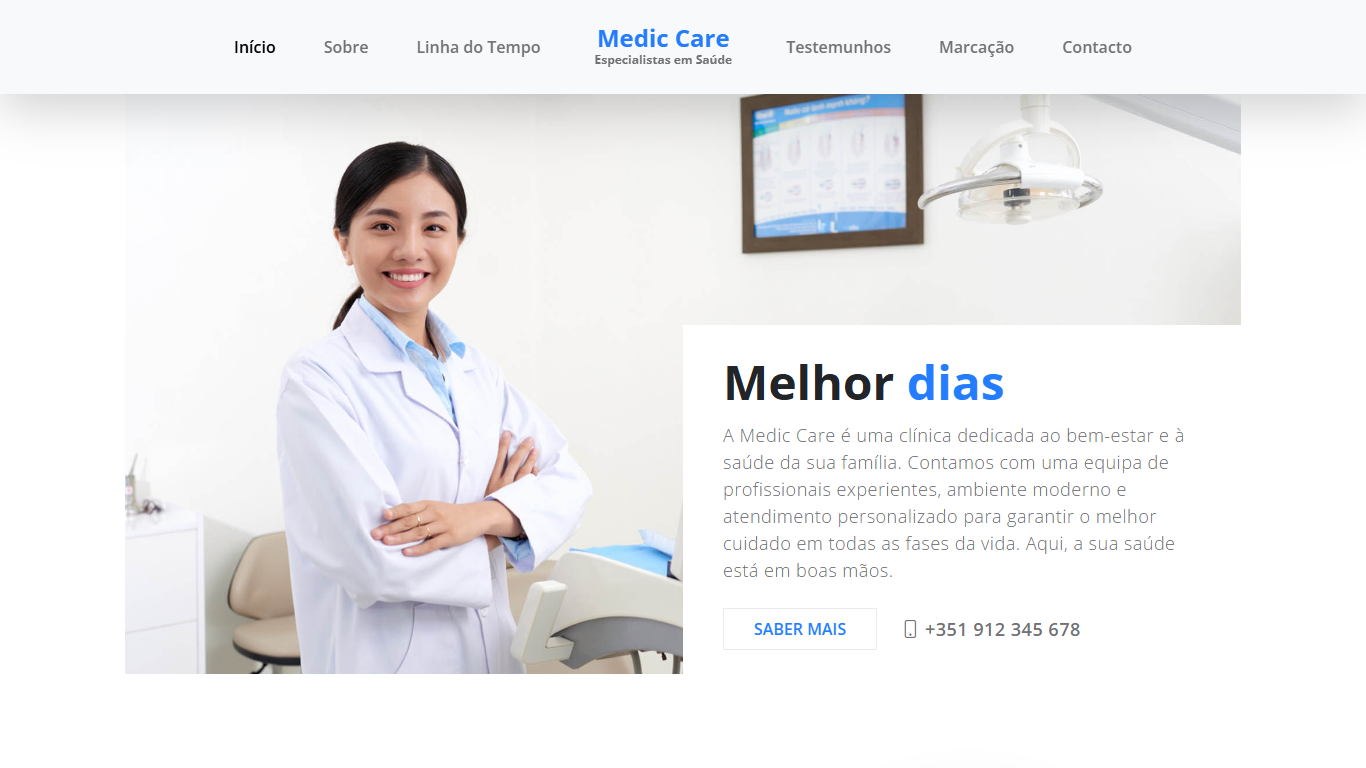 Início
Sobre
Linha do Tempo
Medic Care
Especialistas em Saúde
Testemunhos
Marcação
Contacto
Melhor dias
A Medic Care é uma clínica dedicada ao bem-estar e à
saúde da sua família. Contamos com uma equipa de
profissionais experientes, ambiente moderno e
atendimento personalizado para garantir o melhor
cuidado em todas as fases da vida. Aqui, a sua saúde
está em boas mãos.
SABER MAIS
+351 912 345 678